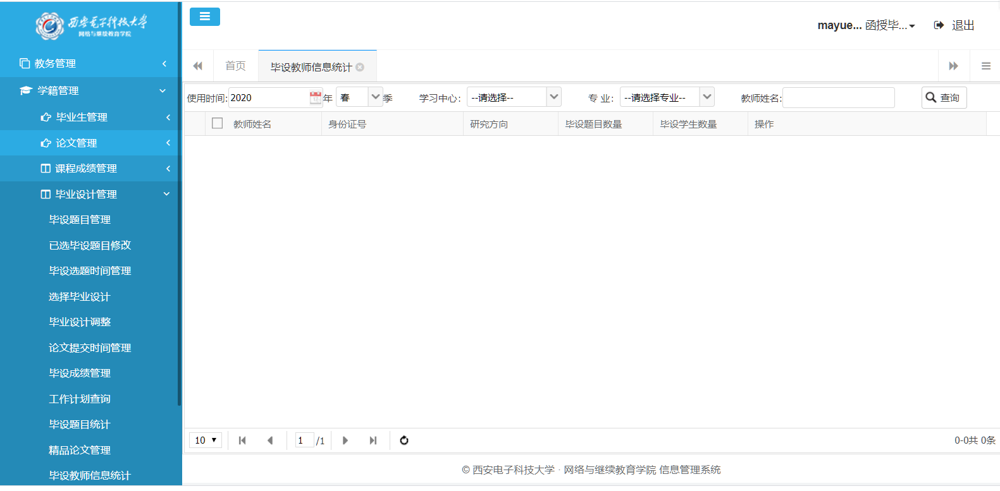 西安电子科技大学
网络与继续教育学院
教务管理
学籍管理
毕业生管理
论文管理
课程成绩管理
毕业设计管理
毕设题目管理
已选毕设题目修改
毕设选题时间管理
选择毕业设计
毕业设计调整
论文提交时间管理
毕设成绩管理
工作计划查询
毕设题目统计
精品论文管理
毕设教师信息统计
mayue... 函授毕... 退出
首页 毕设教师信息统计
使用时间: 2020 年 春 季 学习中心: --请选择-- 专 业: --请选择专业-- 教师姓名: 查询
教师姓名 身份证号 研究方向 毕设题目数量 毕设学生数量 操作
10 1 /1 0-0共 0条
© 西安电子科技大学 · 网络与继续教育学院 信息管理系统